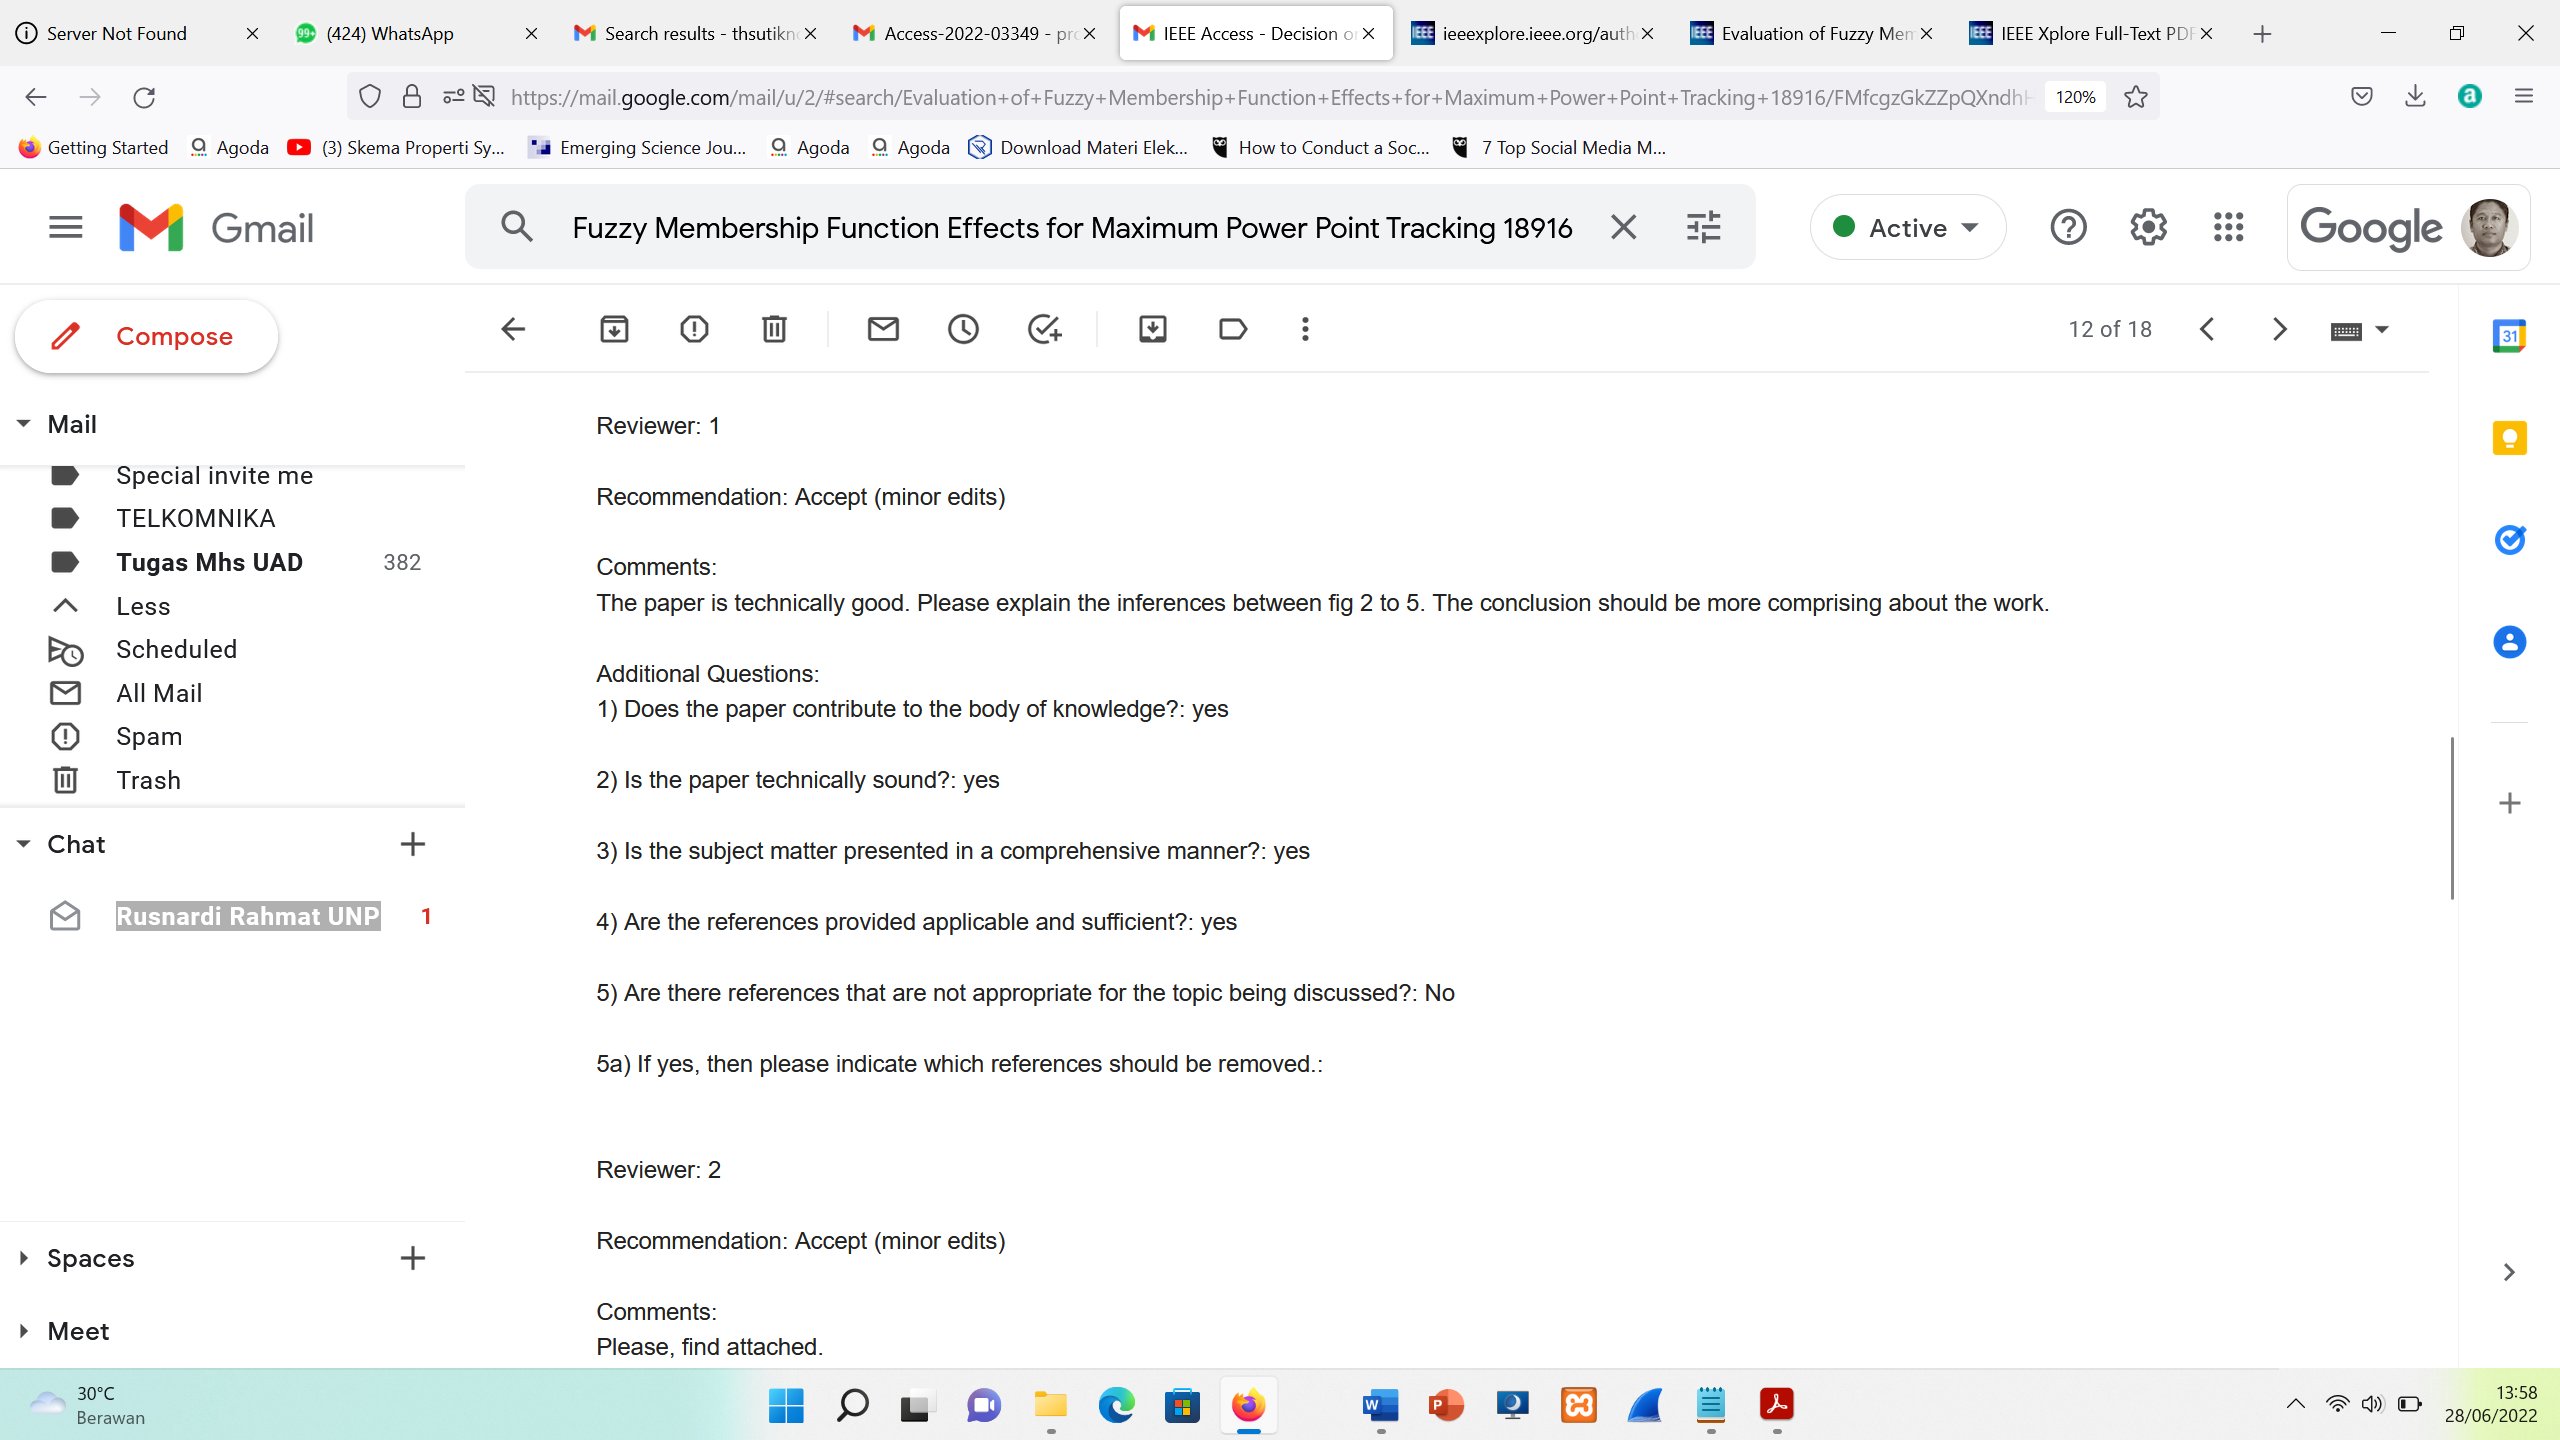 Server Not Found
(424) WhatsApp
Search results - thsutikn
Access-2022-03349 - pr
IEEE Access - Decision o
ieeexplore.ieee.org/auth
Evaluation of Fuzzy Mem
IEEE Xplore Full-Text PDF
https://mail.google.com/mail/u/2/#search/Evaluation+of+Fuzzy+Membership+Function+Effects+for+Maximum+Power+Point+Tracking+18916/FMfcgzGkZZpQXndhH
120%
Getting Started
Agoda
(3) Skema Properti Sy...
Emerging Science Jou...
Agoda
Agoda
Download Materi Elek...
How to Conduct a Soc...
7 Top Social Media M...
Gmail
Fuzzy Membership Function Effects for Maximum Power Point Tracking 18916
Active
Google
Compose
12 of 18
31
Mail
Special invite me
TELKOMNIKA
Tugas Mhs UAD 382
Less
Scheduled
All Mail
Spam
Trash
Chat
Rusnardi Rahmat UNP 1
Spaces
Meet
Reviewer: 1
Recommendation: Accept (minor edits)
Comments:
The paper is technically good. Please explain the inferences between fig 2 to 5. The conclusion should be more comprising about the work.
Additional Questions:
1) Does the paper contribute to the body of knowledge?: yes
2) Is the paper technically sound?: yes
3) Is the subject matter presented in a comprehensive manner?: yes
4) Are the references provided applicable and sufficient?: yes
5) Are there references that are not appropriate for the topic being discussed?: No
5a) If yes, then please indicate which references should be removed.:
Reviewer: 2
Recommendation: Accept (minor edits)
Comments:
Please, find attached.
30°C
Berawan
13:58
28/06/2022